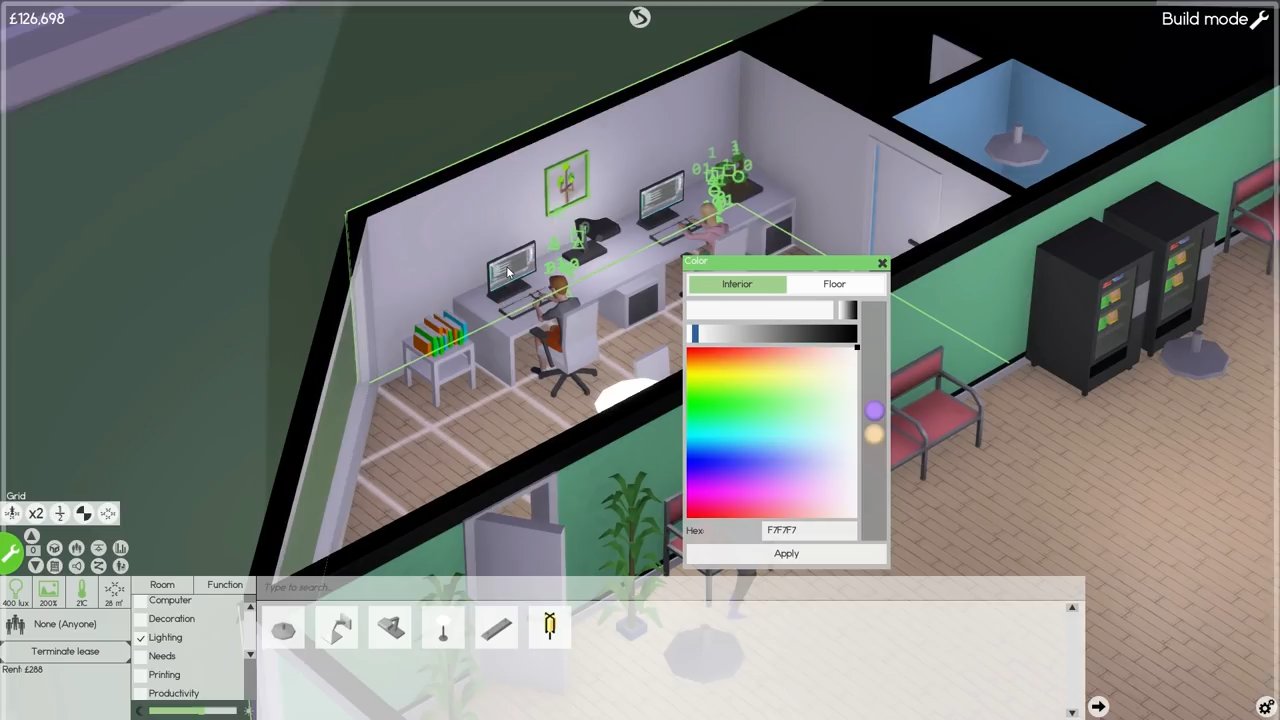 £126,698
Build mode
Color
Interior
Floor
Hex:
F7F7F7
Apply
Grid
x2
Room
Function
Type to search...
400 lux
200%
21C
28 m²
Computer
Decoration
Lighting
Needs
Printing
Productivity
None (Anyone)
Terminate lease
Rent: £288